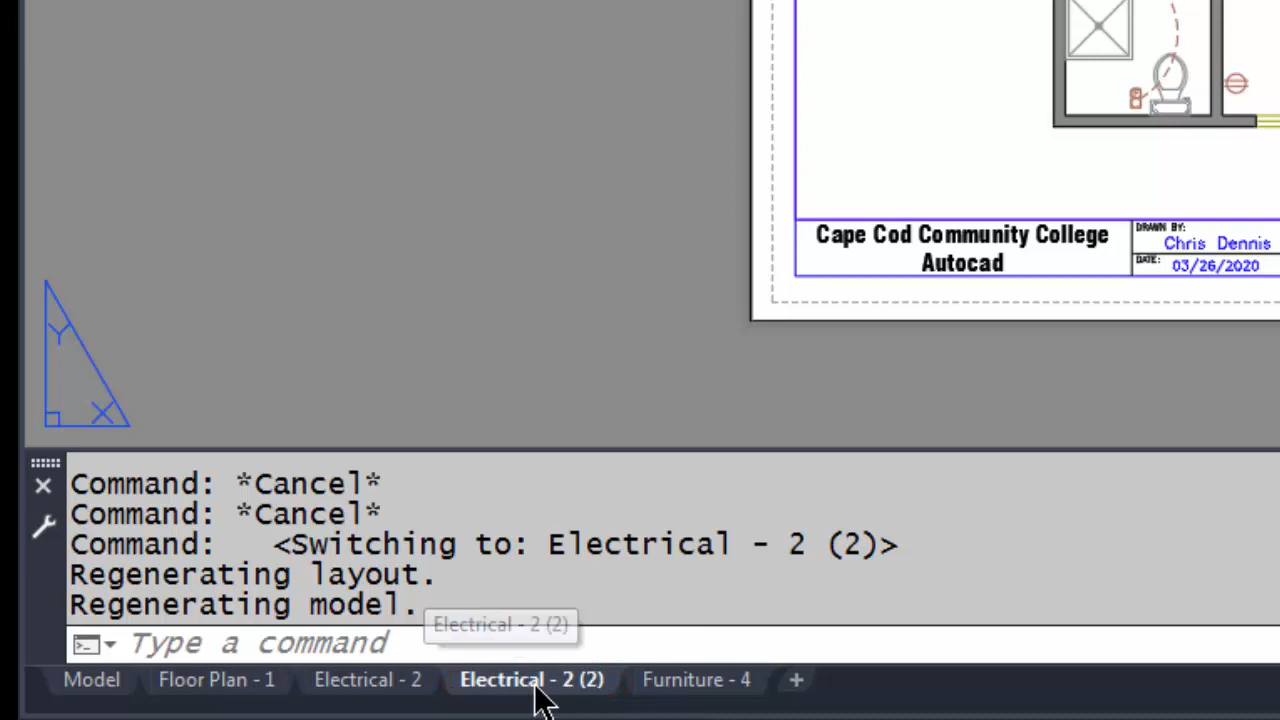 Cape Cod Community College
Autocad
DRAWN BY:
Chris Dennis
DATE: 03/26/2020
Y
X
Command: *Cancel*
Command: *Cancel*
Command: <Switching to: Electrical - 2 (2)>
Regenerating layout.
Regenerating model.
Electrical - 2 (2)
Type a command
Model Floor Plan - 1 Electrical - 2 Electrical - 2 (2) Furniture - 4 +